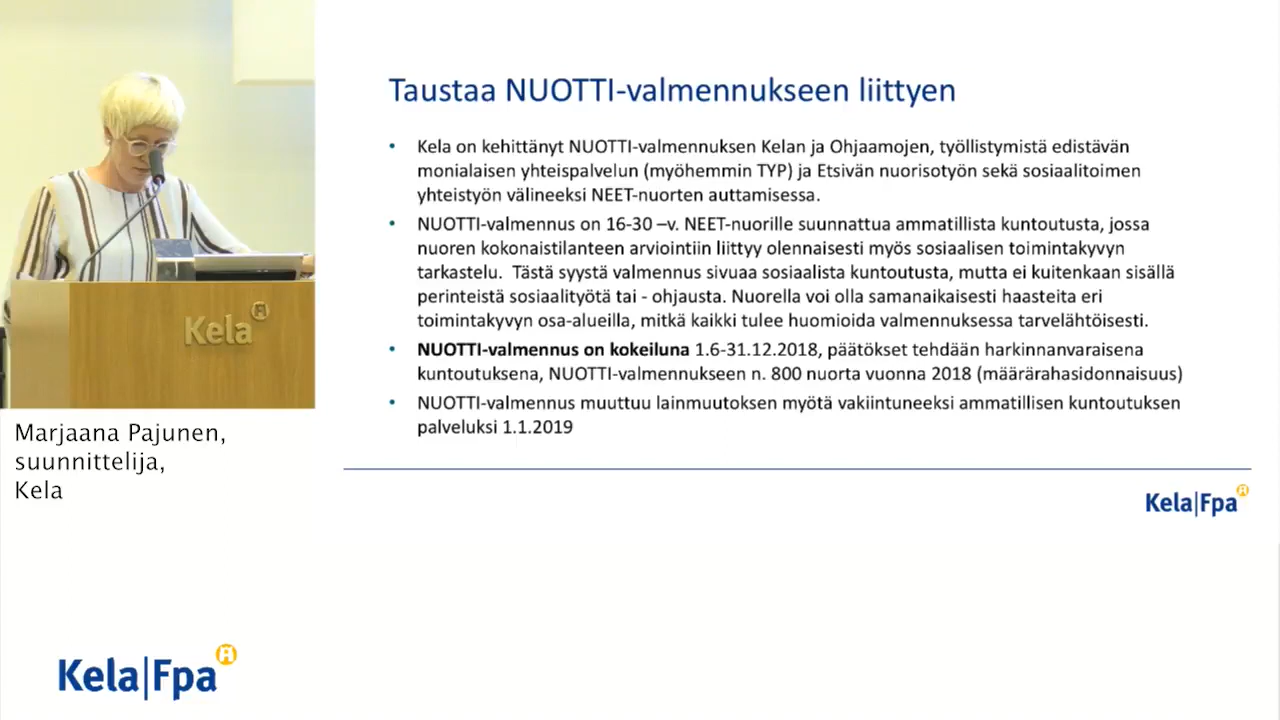 Kela
Marjaana Pajunen,
suunnittelija,
Kela
Kela|Fpa
Taustaa NUOTTI-valmennukseen liittyen
• Kela on kehittänyt NUOTTI-valmennuksen Kelan ja Ohjaamojen, työllistymistä edistävän
monialaisen yhteispalvelun (myöhemmin TYP) ja Etsivän nuorisotyön sekä sosiaalitoimen
yhteistyön välineeksi NEET-nuorten auttamisessa.
• NUOTTI-valmennus on 16-30 –v. NEET-nuorille suunnattua ammatillista kuntoutusta, jossa
nuoren kokonaistilanteen arviointiin liittyy olennaisesti myös sosiaalisen toimintakyvyn
tarkastelu. Tästä syystä valmennus sivuaa sosiaalista kuntoutusta, mutta ei kuitenkaan sisällä
perinteistä sosiaalityötä tai - ohjausta. Nuorella voi olla samanaikaisesti haasteita eri
toimintakyvyn osa-alueilla, mitkä kaikki tulee huomioida valmennuksessa tarvelähtöisesti.
• NUOTTI-valmennus on kokeiluna 1.6-31.12.2018, päätökset tehdään harkinnanvaraisena
kuntoutuksena, NUOTTI-valmennukseen n. 800 nuorta vuonna 2018 (määrärahasidonnaisuus)
• NUOTTI-valmennus muuttuu lainmuutoksen myötä vakiintuneeksi ammatillisen kuntoutuksen
palveluksi 1.1.2019
Kela|Fpa